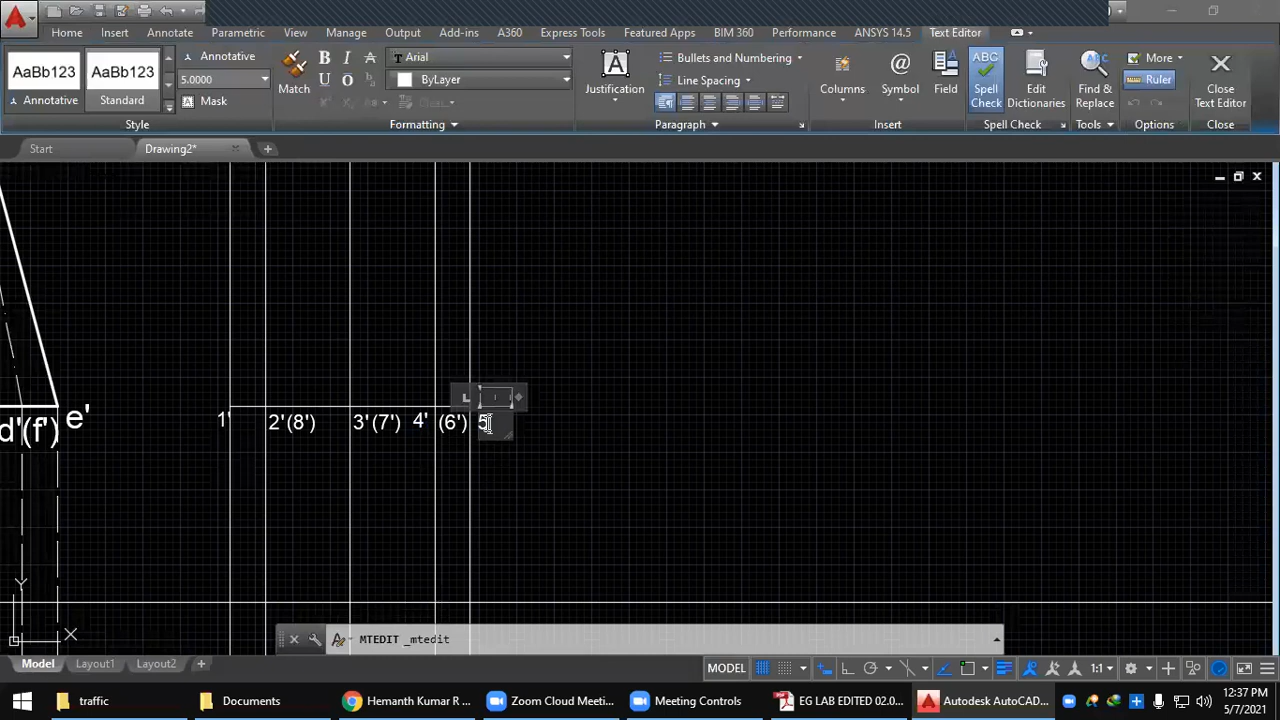 Home Insert Annotate Parametric View Manage Output Add-ins A360 Express Tools Featured Apps BIM 360 Performance ANSYS 14.5 Text Editor
AaBb123 AaBb123 Annotative
Annotative Standard
5.0000
Mask
Style
Match
B I A
U O
Arial
ByLayer
Formatting
Justification
Bullets and Numbering
Line Spacing
Paragraph
Columns Symbol Field
Insert
ABC
Spell Check
Edit Dictionaries
Spell Check
Find & Replace
Tools
More
Ruler
Options
Close Text Editor
Close
Start Drawing2*
e'
d'(f')
1' 2'(8') 3'(7') 4' (6') 5
Y
X
MTEDIT _mtedit
Model Layout1 Layout2 MODEL 1:1
traffic Documents Hemanth Kumar R ... Zoom Cloud Meeti... Meeting Controls EG LAB EDITED 02.0... Autodesk AutoCAD...
12:37 PM
5/7/2021